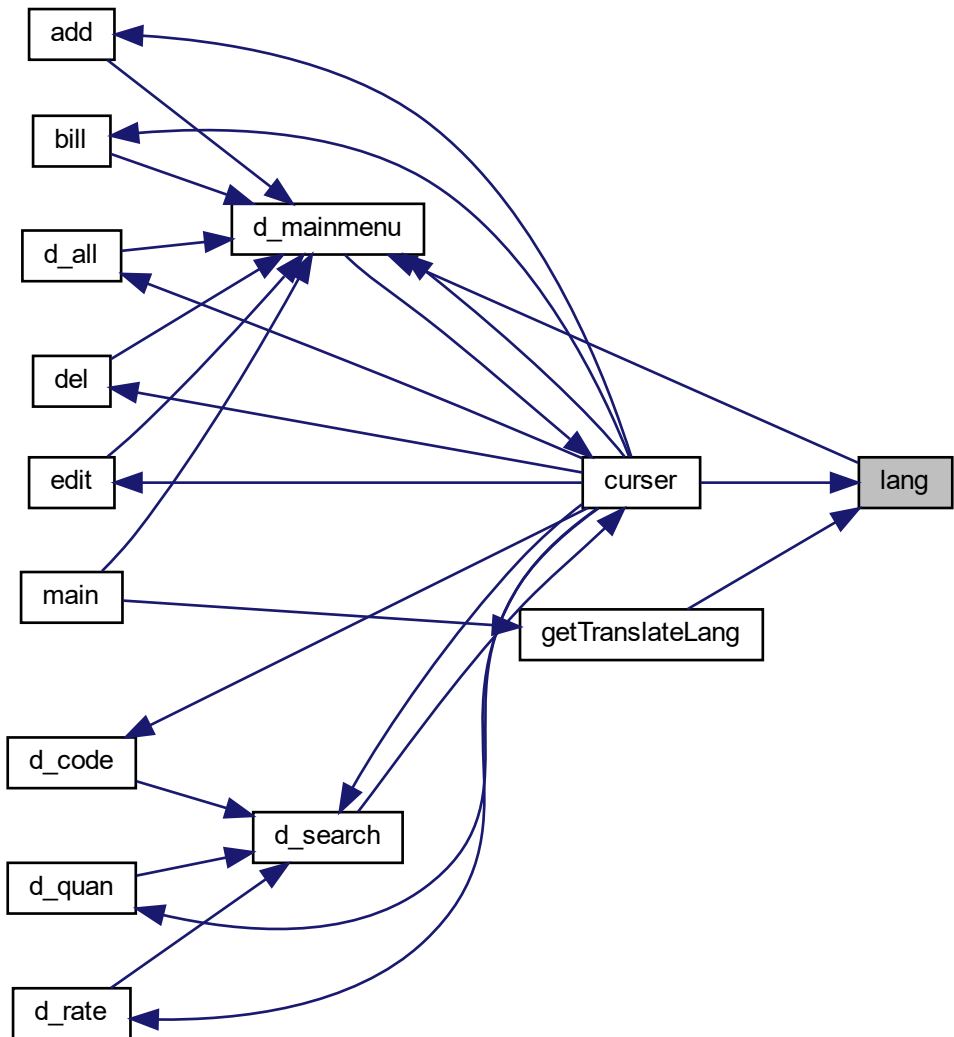 add
bill
d_mainmenu
d_all
del
edit
curser
lang
main
getTranslateLang
d_code
d_search
d_quan
d_rate